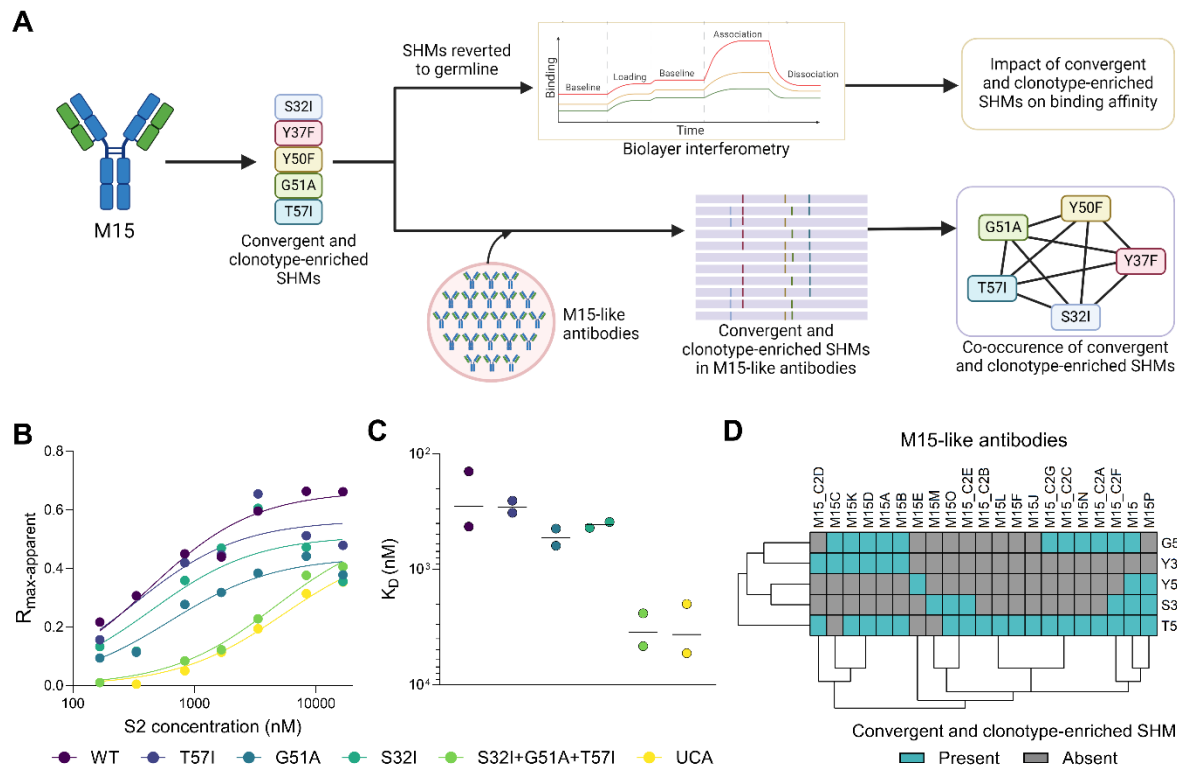 A
M15
S32I
Y37F
Y50F
G51A
T57I
Convergent and
clonotype-enriched
SHMs
SHMs reverted
to germline
Binding
Baseline
Loading
Baseline
Association
Dissociation
Time
Biolayer interferometry
Impact of convergent
and clonotype-enriched
SHMs on binding affinity
M15-like
antibodies
Convergent and
clonotype-enriched SHMs
in M15-like antibodies
Y50F
G51A
Y37F
T57I
S32I
Co-occurence of convergent
and clonotype-enriched SHMs
B
Rmax-apparent
0.8
0.6
0.4
0.2
0.0
100
1000
10000
S2 concentration (nM)
C
KD (nM)
10²
10³
10⁴
WT
T57I
G51A
S32I
S32I+G51A+T57I
UCA
D
M15-like antibodies
M15_C2D
M15C
M15K
M15D
M15A
M15B
M15E
M15M
M15O
M15_C2E
M15_C2B
M15L
M15F
M15J
M15_C2G
M15_C2C
M15N
M15_C2A
M15_C2F
M15
M15P
G5
Y3
Y5
S3
T5
Convergent and clonotype-enriched SHM
Present
Absent